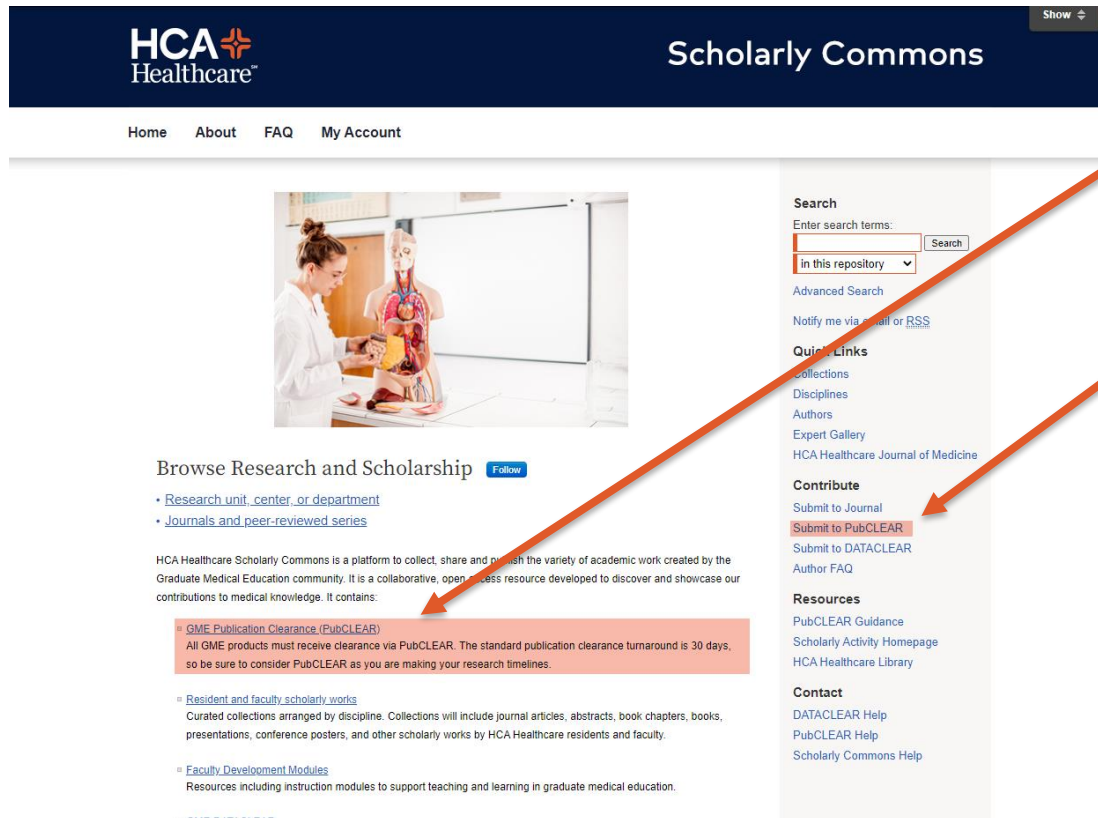 Show
HCA
Healthcare℠
Scholarly Commons
Home About FAQ My Account
Browse Research and Scholarship Follow
• Research unit, center, or department
• Journals and peer-reviewed series
HCA Healthcare Scholarly Commons is a platform to collect, share and publish the variety of academic work created by the
Graduate Medical Education community. It is a collaborative, open access resource developed to discover and showcase our
contributions to medical knowledge. It contains:
GME Publication Clearance (PubCLEAR)
All GME products must receive clearance via PubCLEAR. The standard publication clearance turnaround is 30 days,
so be sure to consider PubCLEAR as you are making your research timelines.
Resident and faculty scholarly works
Curated collections arranged by discipline. Collections will include journal articles, abstracts, book chapters, books,
presentations, conference posters, and other scholarly works by HCA Healthcare residents and faculty.
Faculty Development Modules
Resources including instruction modules to support teaching and learning in graduate medical education.
Search
Enter search terms:
Search
in this repository
Advanced Search
Notify me via email or RSS
Quick Links
Collections
Disciplines
Authors
Expert Gallery
HCA Healthcare Journal of Medicine
Contribute
Submit to Journal
Submit to PubCLEAR
Submit to DATACLEAR
Author FAQ
Resources
PubCLEAR Guidance
Scholarly Activity Homepage
HCA Healthcare Library
Contact
DATACLEAR Help
PubCLEAR Help
Scholarly Commons Help